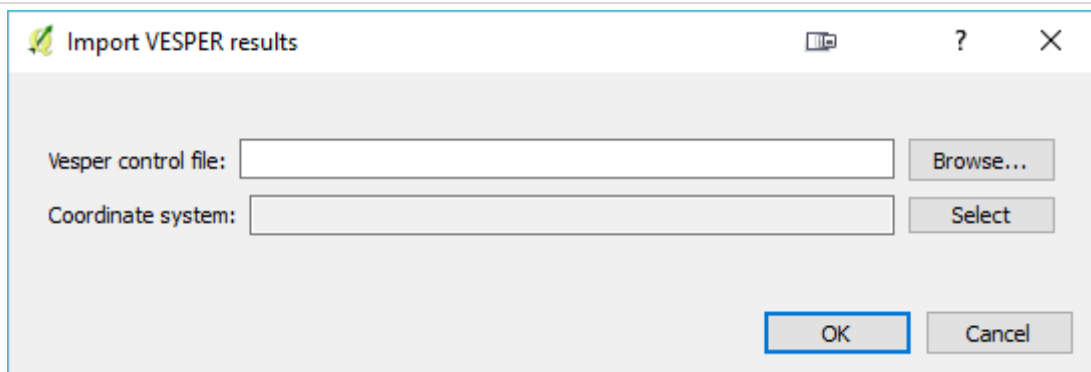 Import VESPER results ?
Vesper control file: Browse...
Coordinate system: Select
OK Cancel